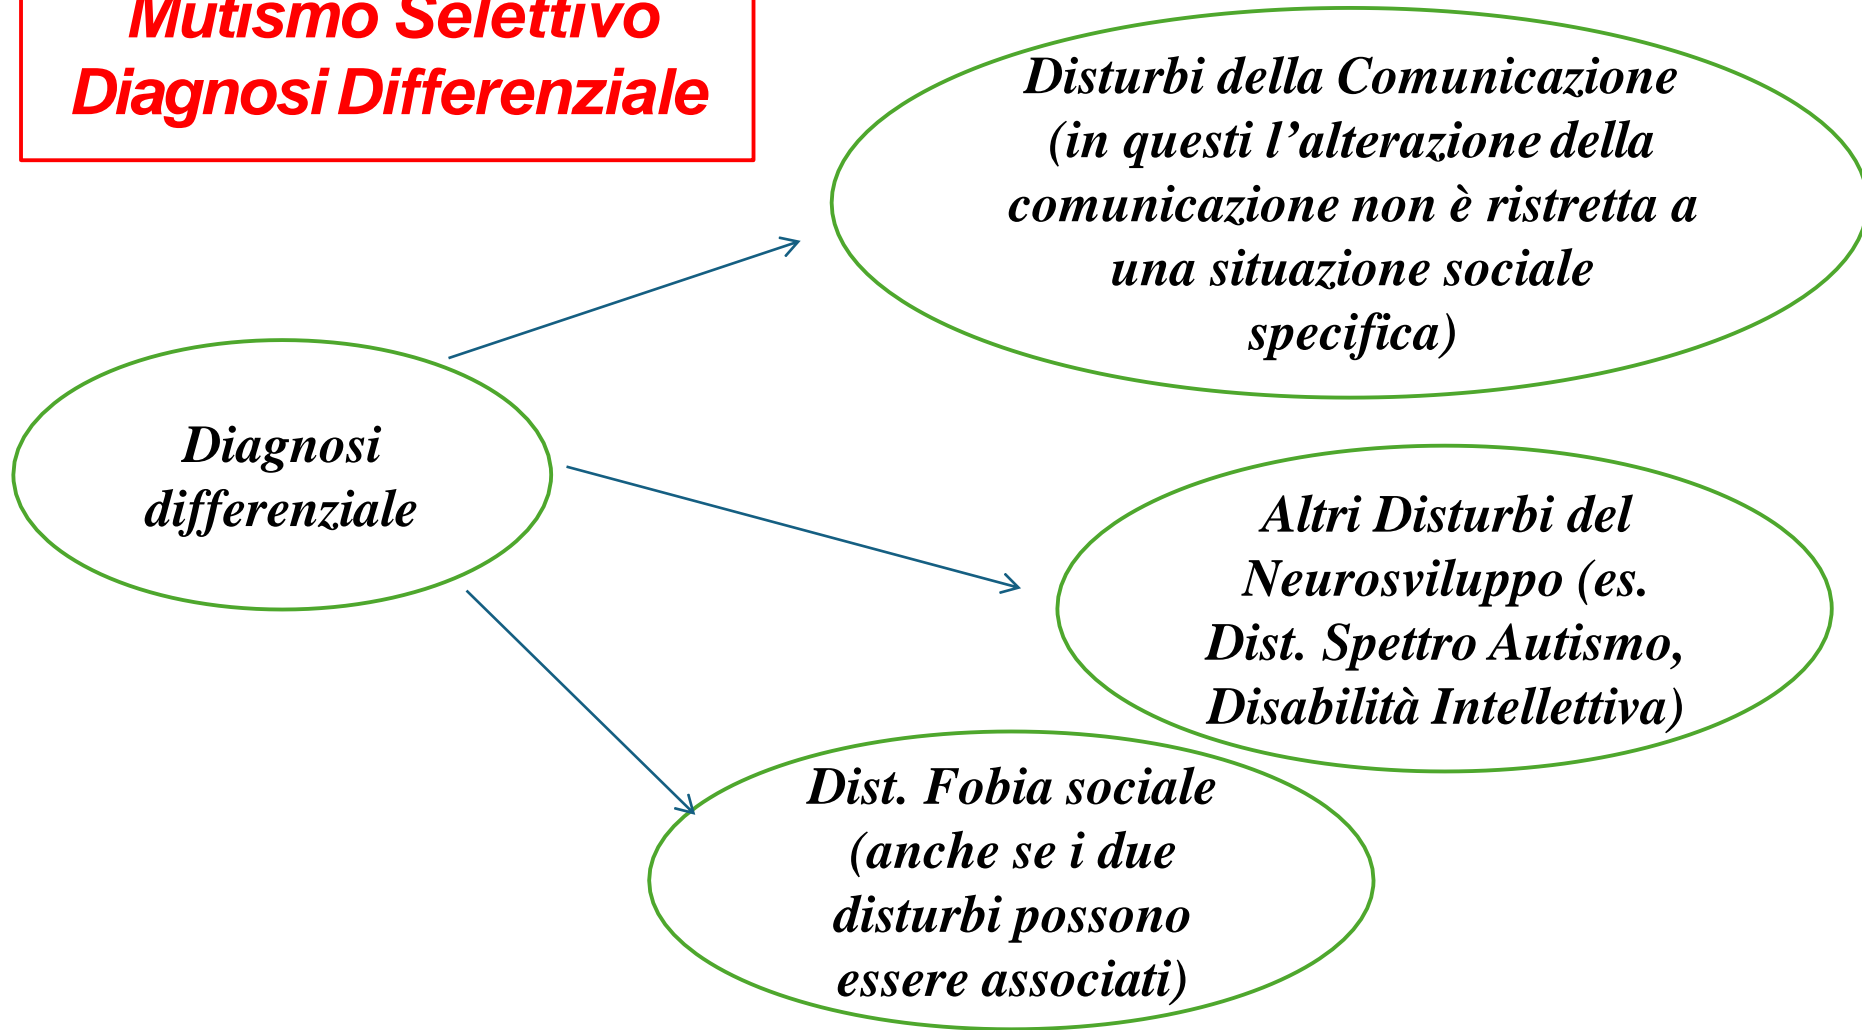 Mutismo Selettivo
Diagnosi Differenziale
Disturbi della Comunicazione
(in questi l’alterazione della
comunicazione non è ristretta a
una situazione sociale
specifica)
Diagnosi
differenziale
Altri Disturbi del
Neurosviluppo (es.
Dist. Spettro Autismo,
Disabilità Intellettiva)
Dist. Fobia sociale
(anche se i due
disturbi possono
essere associati)